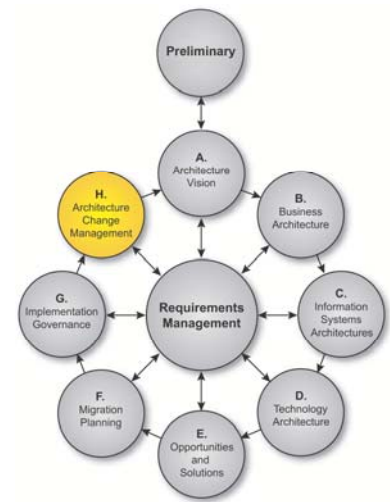 Preliminary
A.
Architecture
Vision
B.
Business
Architecture
C.
Information
Systems
Architectures
D.
Technology
Architecture
E.
Opportunities
and
Solutions
F.
Migration
Planning
G.
Implementation
Governance
H.
Architecture
Change
Management
Requirements
Management